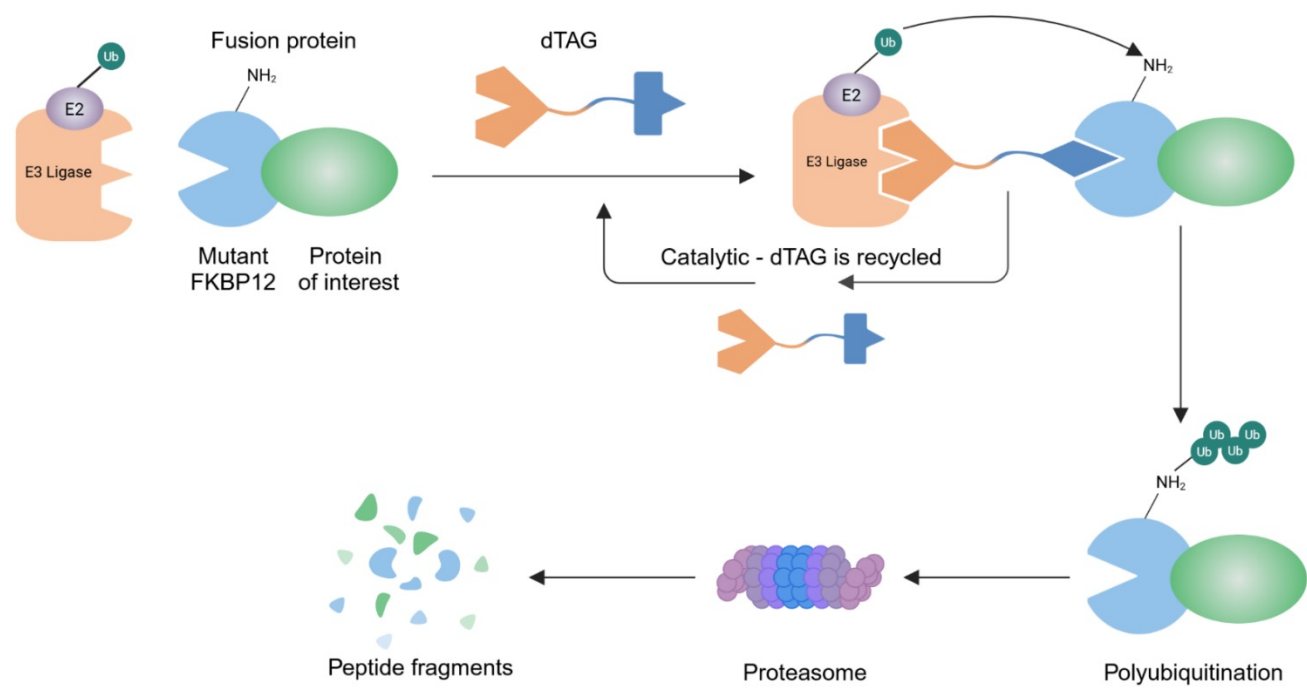 Fusion protein
dTAG
Ub
NH₂
E2
E3 Ligase
Mutant
FKBP12
Protein
of interest
Ub
NH₂
E2
E3 Ligase
Catalytic - dTAG is recycled
Ub
Ub
Ub
Ub
NH₂
Peptide fragments
Proteasome
Polyubiquitination